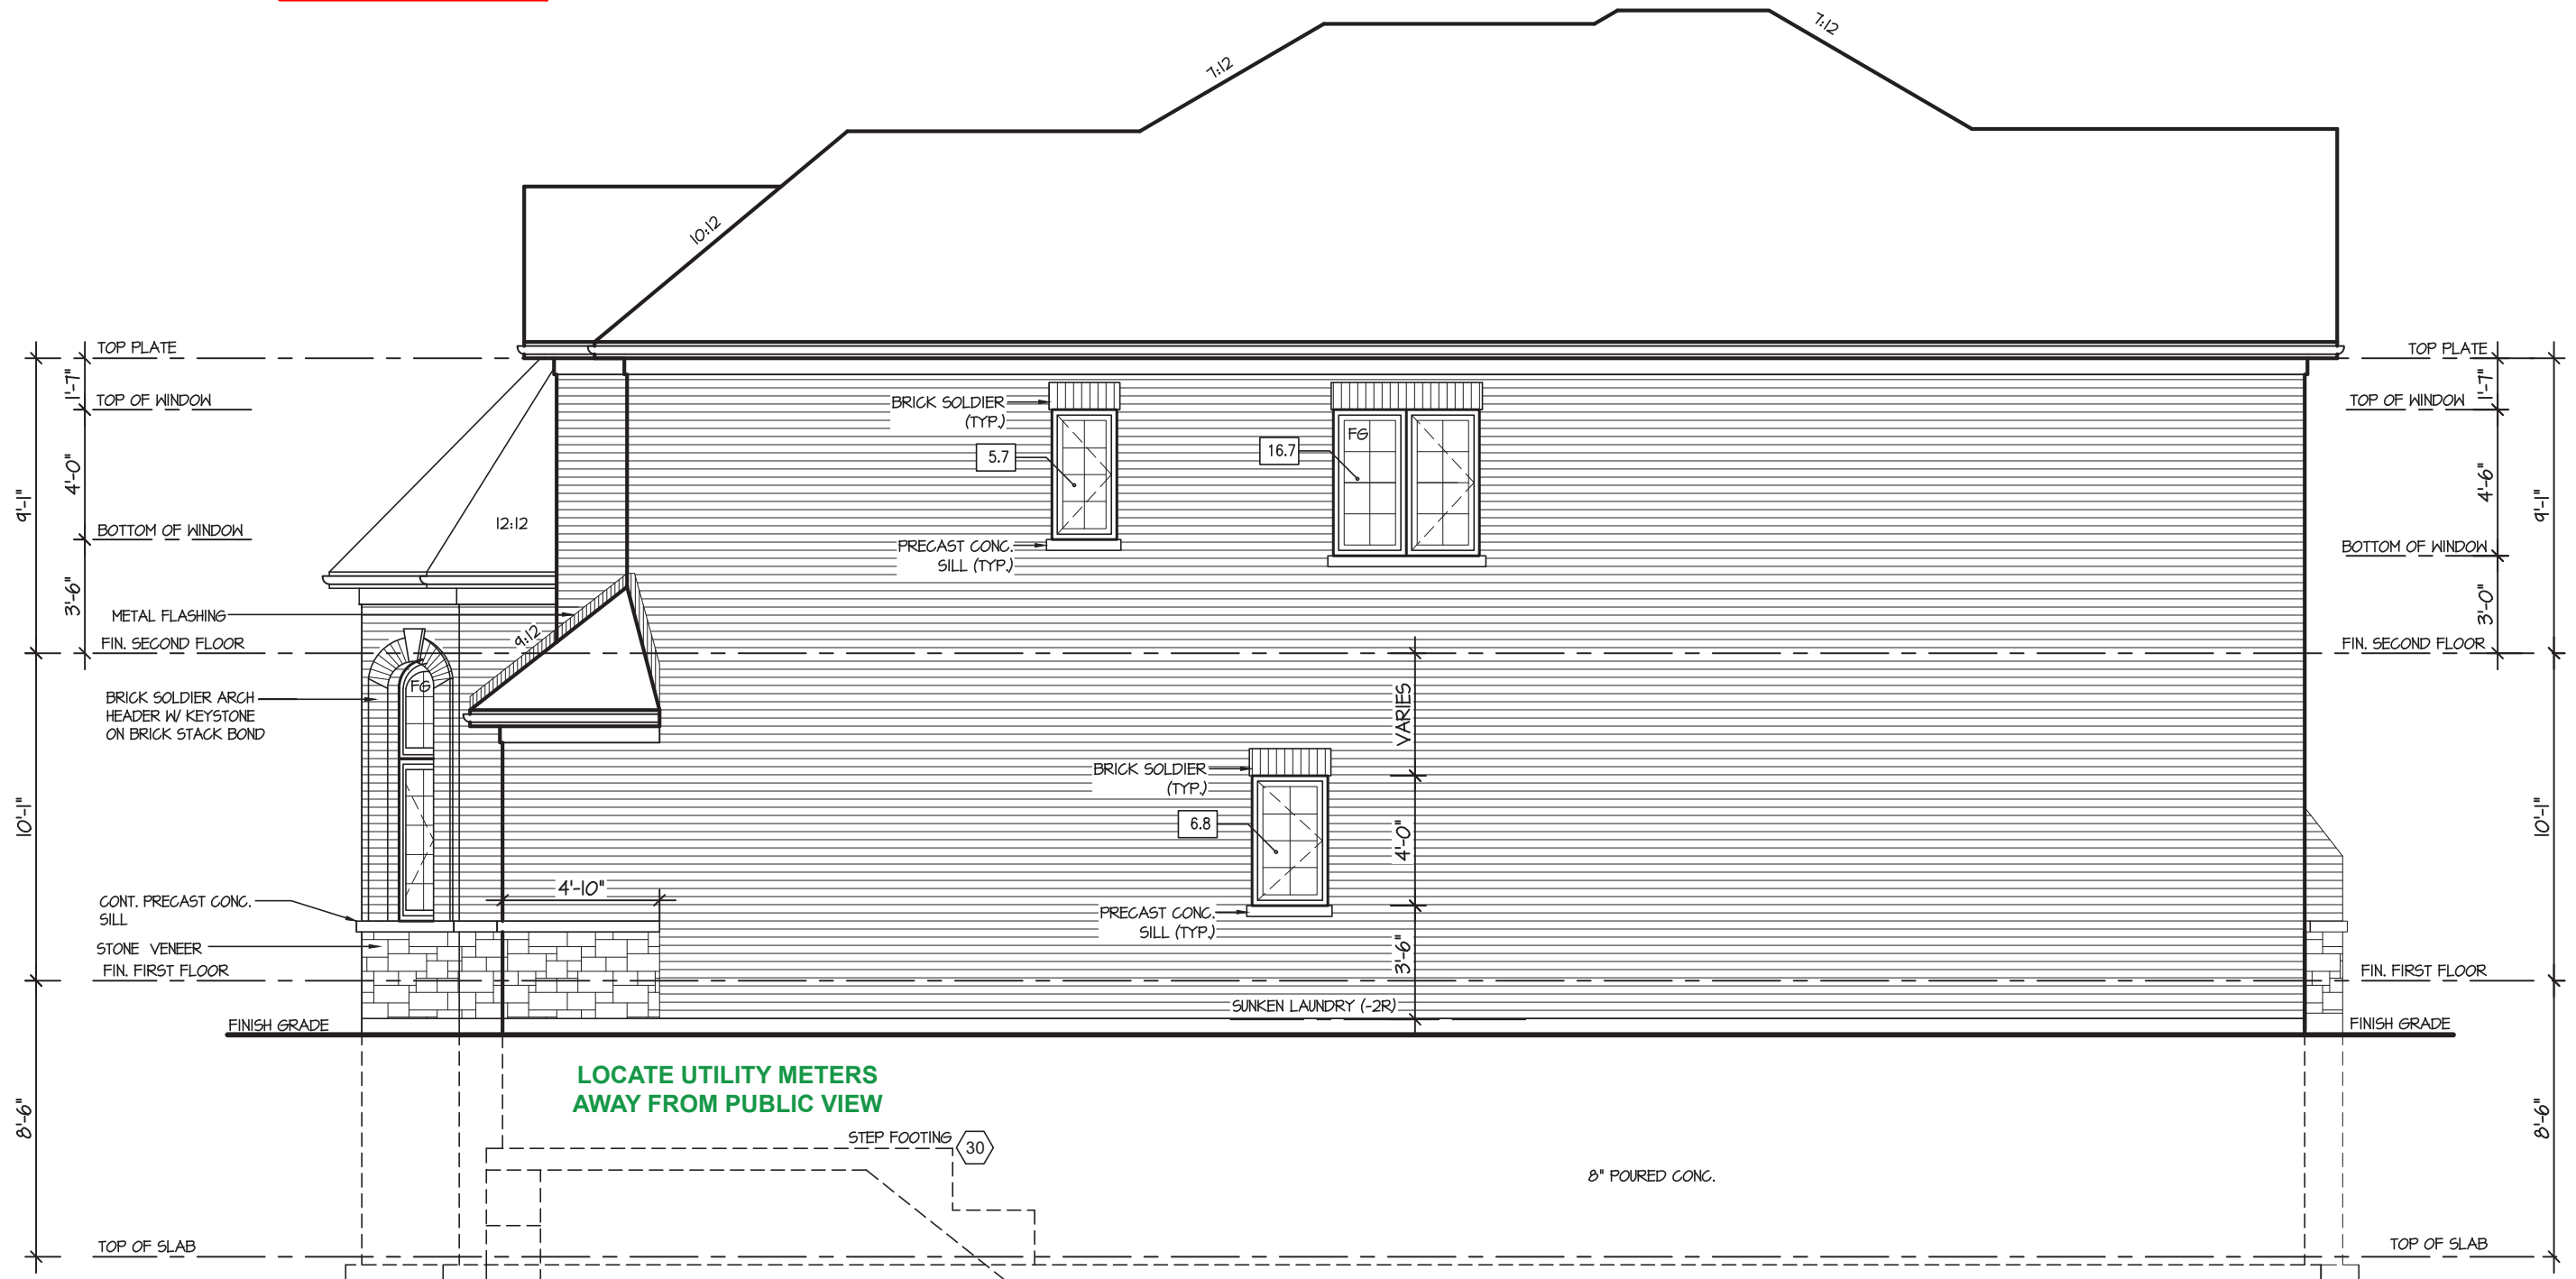 7:12
7:12
10:12
TOP PLATE
TOP PLATE
1'-7"
1'-7"
TOP OF WINDOW
TOP OF WINDOW
BRICK SOLDIER
(TYP.)
FG
5.7
16.7
4'-0"
4'-6"
9'-1"
9'-1"
12:12
BOTTOM OF WINDOW
BOTTOM OF WINDOW
PRECAST CONC.
SILL (TYP.)
3'-6"
3'-0"
METAL FLASHING
9:12
FIN. SECOND FLOOR
FIN. SECOND FLOOR
FG
BRICK SOLDIER ARCH
HEADER W/ KEYSTONE
ON BRICK STACK BOND
VARIES
BRICK SOLDIER
(TYP.)
6.8
4'-0"
10'-1"
10'-1"
4'-10"
CONT. PRECAST CONC.
SILL
PRECAST CONC.
SILL (TYP.)
STONE VENEER
3'-6"
FIN. FIRST FLOOR
FIN. FIRST FLOOR
SUNKEN LAUNDRY (-2R)
FINISH GRADE
FINISH GRADE
LOCATE UTILITY METERS
AWAY FROM PUBLIC VIEW
8'-6"
8'-6"
STEP FOOTING
30
8" POURED CONC.
TOP OF SLAB
TOP OF SLAB